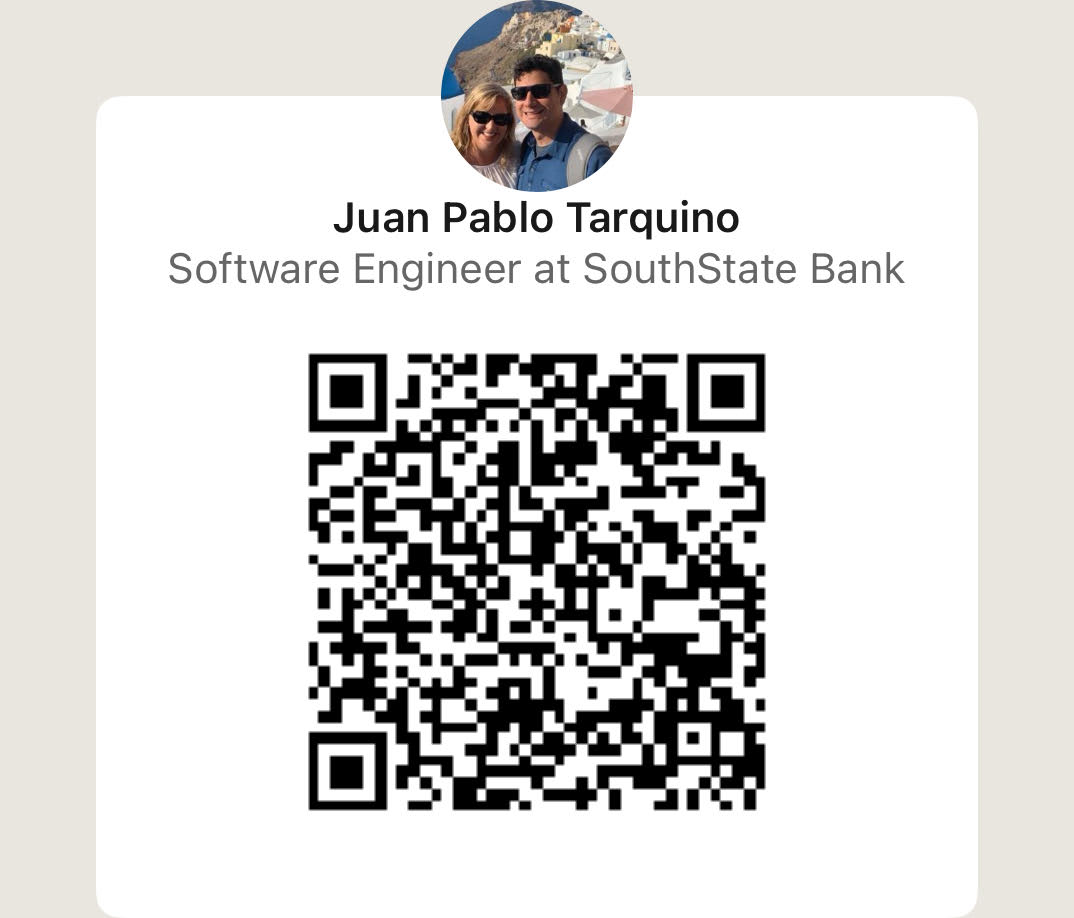 Juan Pablo Tarquino
Software Engineer at SouthState Bank